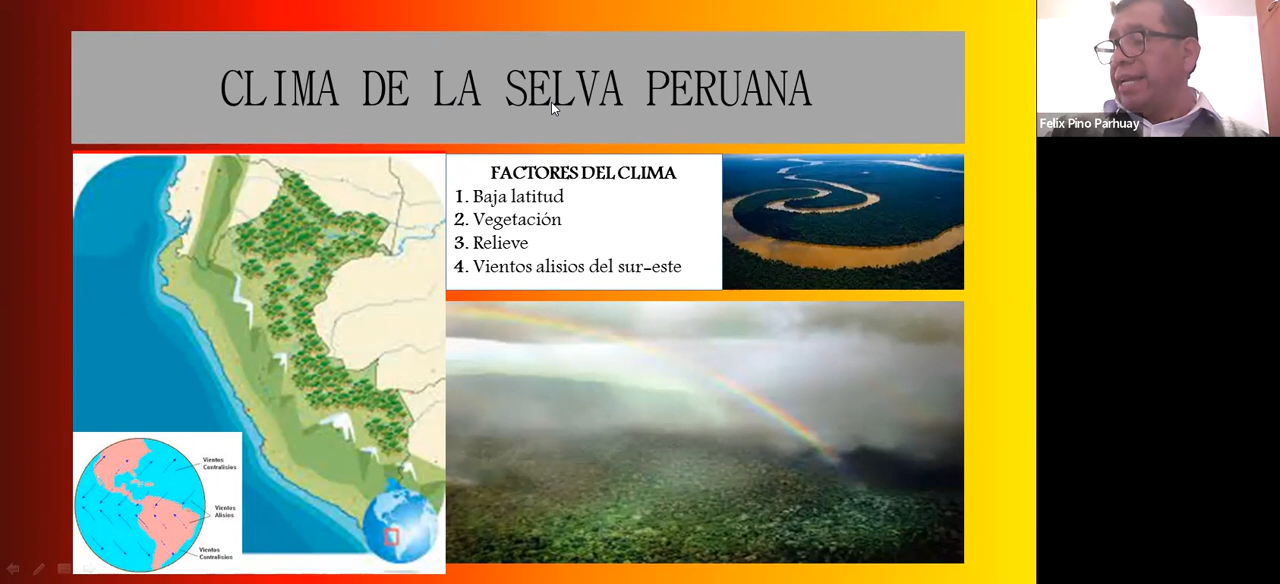 CLIMA DE LA SELVA PERUANA
Felix Pino Parhuay
FACTORES DEL CLIMA
1. Baja latitud
2. Vegetación
3. Relieve
4. Vientos alisios del sur-este
Vientos
Contralisios
Vientos
Alisios
Vientos
Contralisios